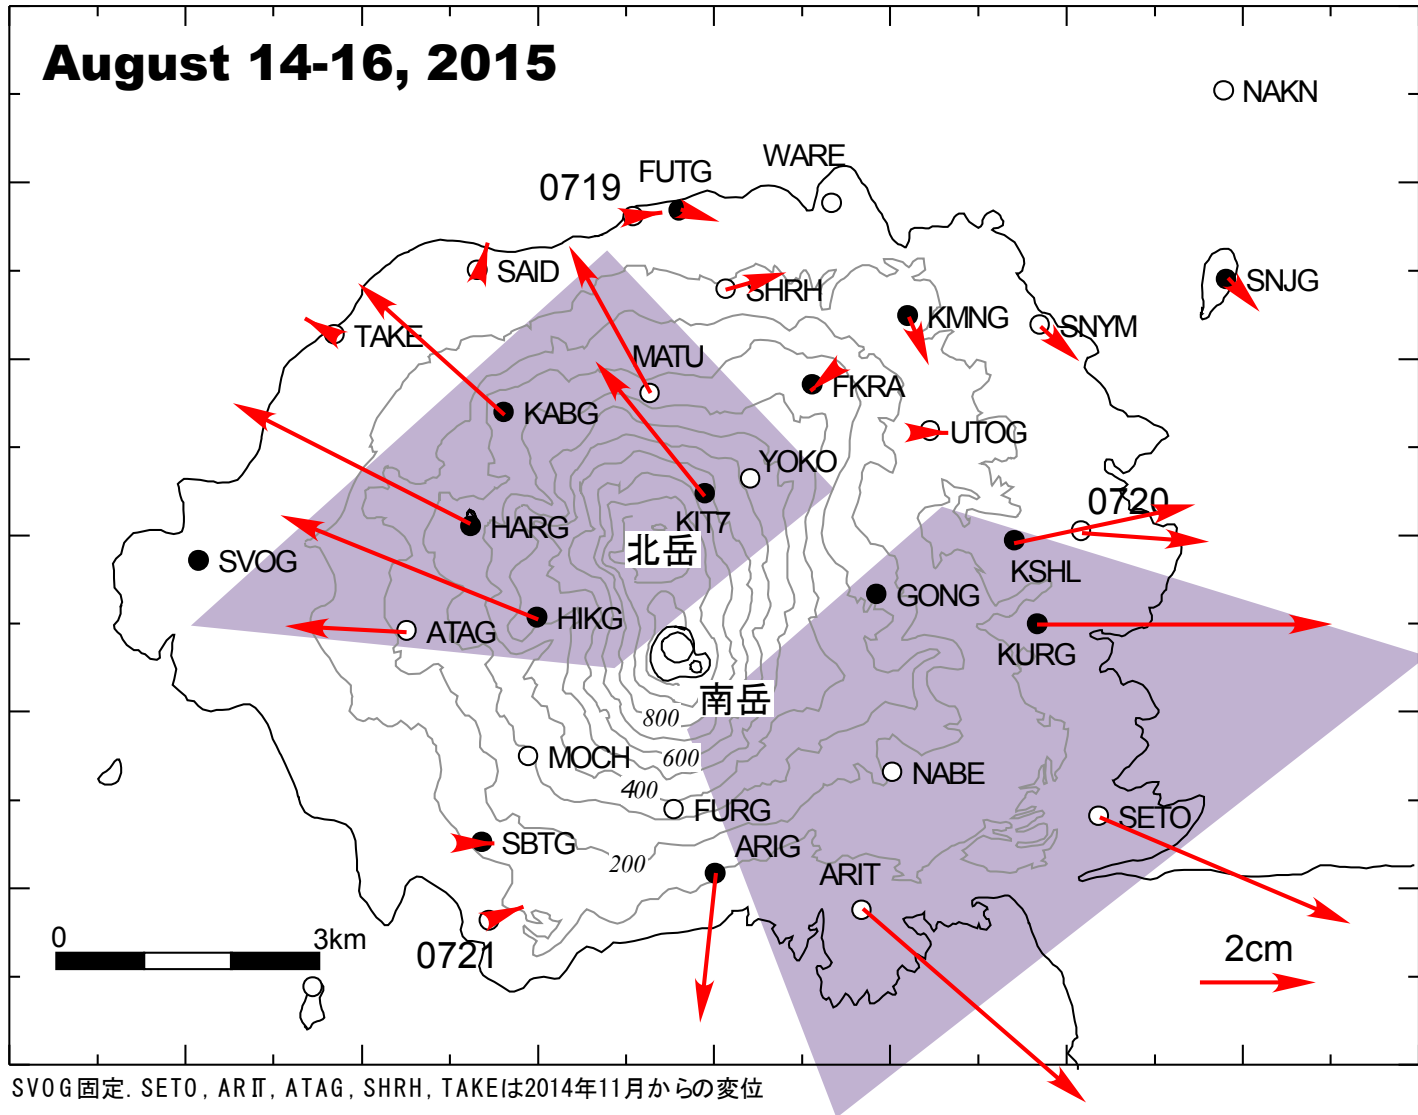 August 14-16, 2015
NAKN
WARE
FUTG
0719
SAID
SHRH
SNJG
KMNG
SNYM
TAKE
MATU
FKRA
KABG
UTOG
YOKO
0720
HARG
KIT7
北岳
SVOG
KSHL
GONG
HIKG
ATAG
KURG
南岳
800
MOCH
600
NABE
400
FURG
SETO
SBTG
200
ARIG
ARIT
0721
0 3km
2cm
SVOG固定. SETO, ARIT, ATAG, SHRH, TAKEは2014年11月からの変位